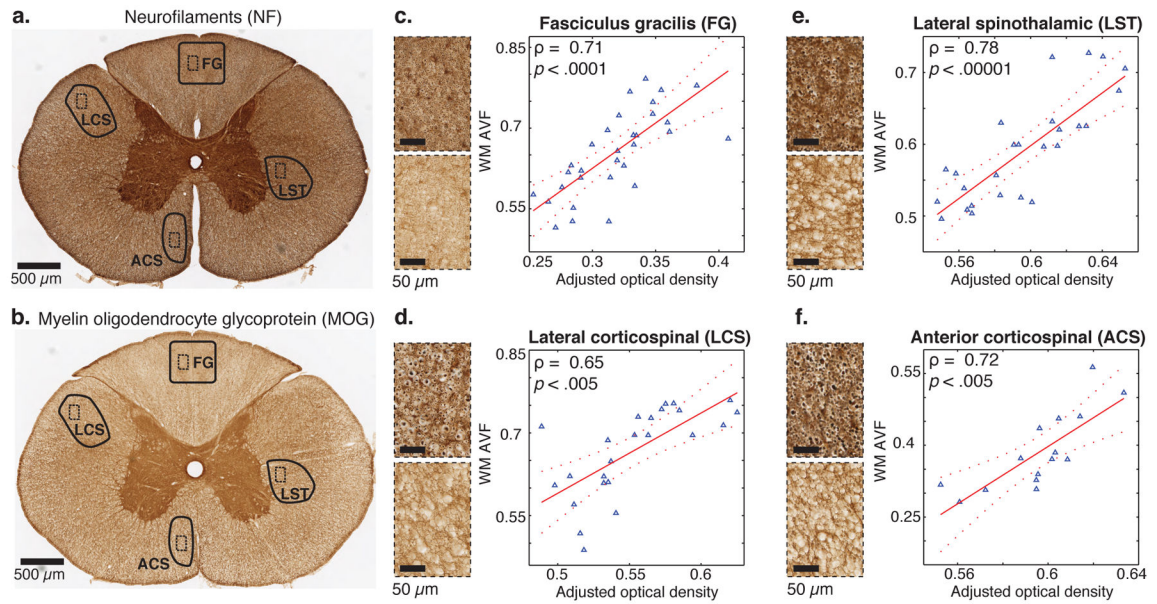 a.
Neurofilaments (NF)
FG
LCS
LST
ACS
500 µm
b.
Myelin oligodendrocyte glycoprotein (MOG)
FG
LCS
LST
ACS
500 µm
c.
Fasciculus gracilis (FG)
ρ = 0.71
p < .0001
0.85
0.7
0.55
WM AVF
0.25 0.3 0.35 0.4
Adjusted optical density
50 µm
d.
Lateral corticospinal (LCS)
ρ = 0.65
p < .005
0.85
0.7
0.55
WM AVF
0.5 0.55 0.6
Adjusted optical density
50 µm
e.
Lateral spinothalamic (LST)
ρ = 0.78
p < .00001
0.7
0.6
0.5
WM AVF
0.56 0.6 0.64
Adjusted optical density
50 µm
f.
Anterior corticospinal (ACS)
ρ = 0.72
p < .005
0.55
0.4
0.25
WM AVF
0.56 0.6 0.64
Adjusted optical density
50 µm